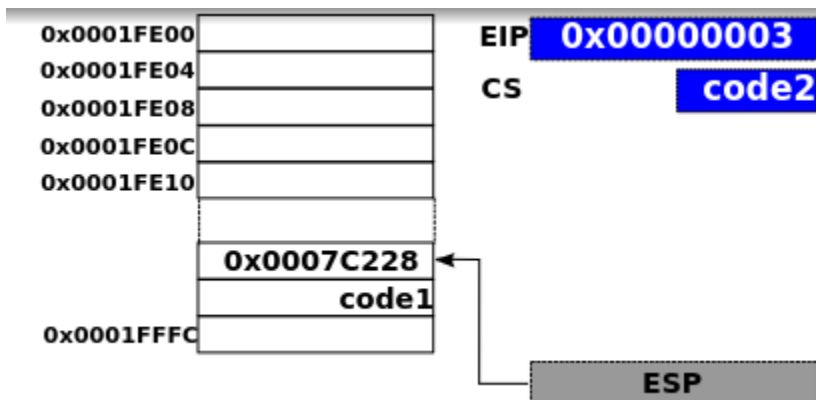 0x0001FE00
EIP 0x00000003
0x0001FE04
CS code2
0x0001FE08
0x0001FE0C
0x0001FE10
0x0007C228
code1
0x0001FFFC
ESP